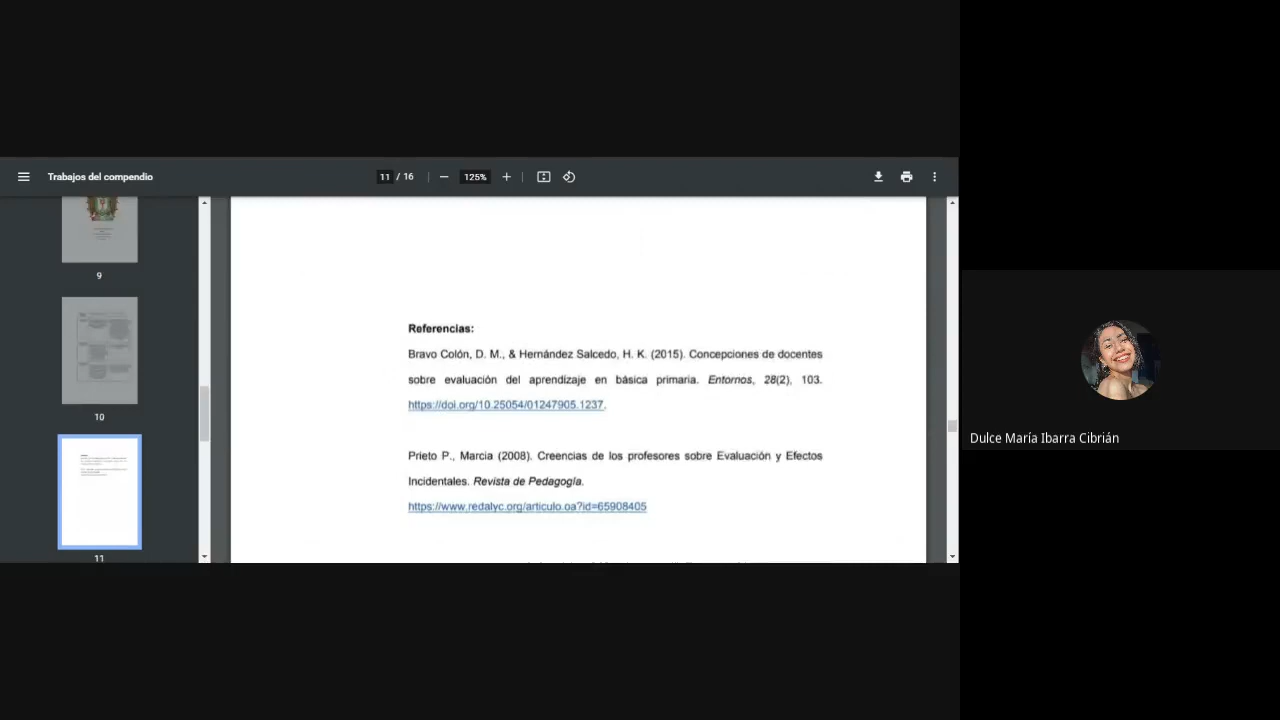 Trabajos del compendio
11 / 16
125%
9
10
11
Referencias:
Bravo Colón, D. M., & Hernández Salcedo, H. K. (2015). Concepciones de docentes
sobre evaluación del aprendizaje en básica primaria. Entornos, 28(2), 103.
https://doi.org/10.25054/01247905.1237.
Prieto P., Marcia (2008). Creencias de los profesores sobre Evaluación y Efectos
Incidentales. Revista de Pedagogía.
https://www.redalyc.org/articulo.oa?id=65908405
Dulce María Ibarra Cibrián